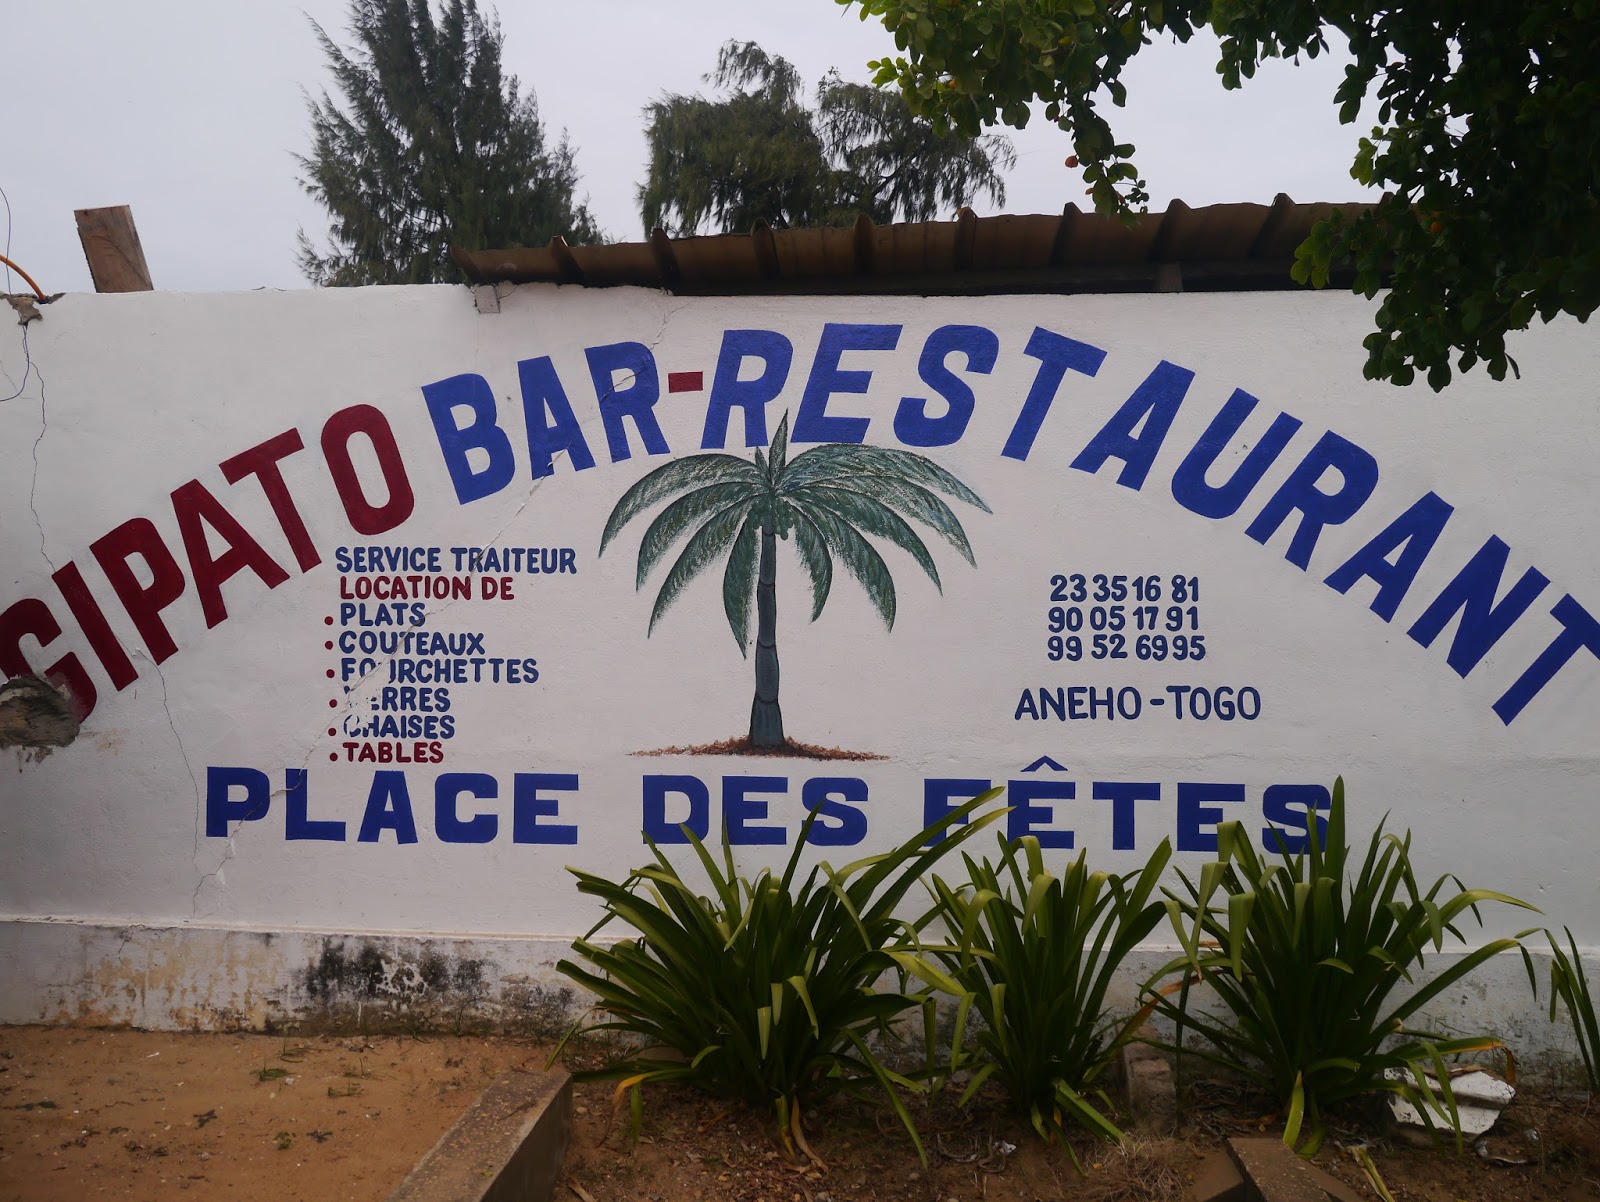 GIPATO BAR-RESTAURANT
SERVICE TRAITEUR
LOCATION DE
• PLATS
• COUTEAUX
• FOURCHETTES
• VERRES
• CHAISES
• TABLES
23 35 16 81
90 05 17 91
99 52 69 95
ANEHO - TOGO
PLACE DES FÊTES